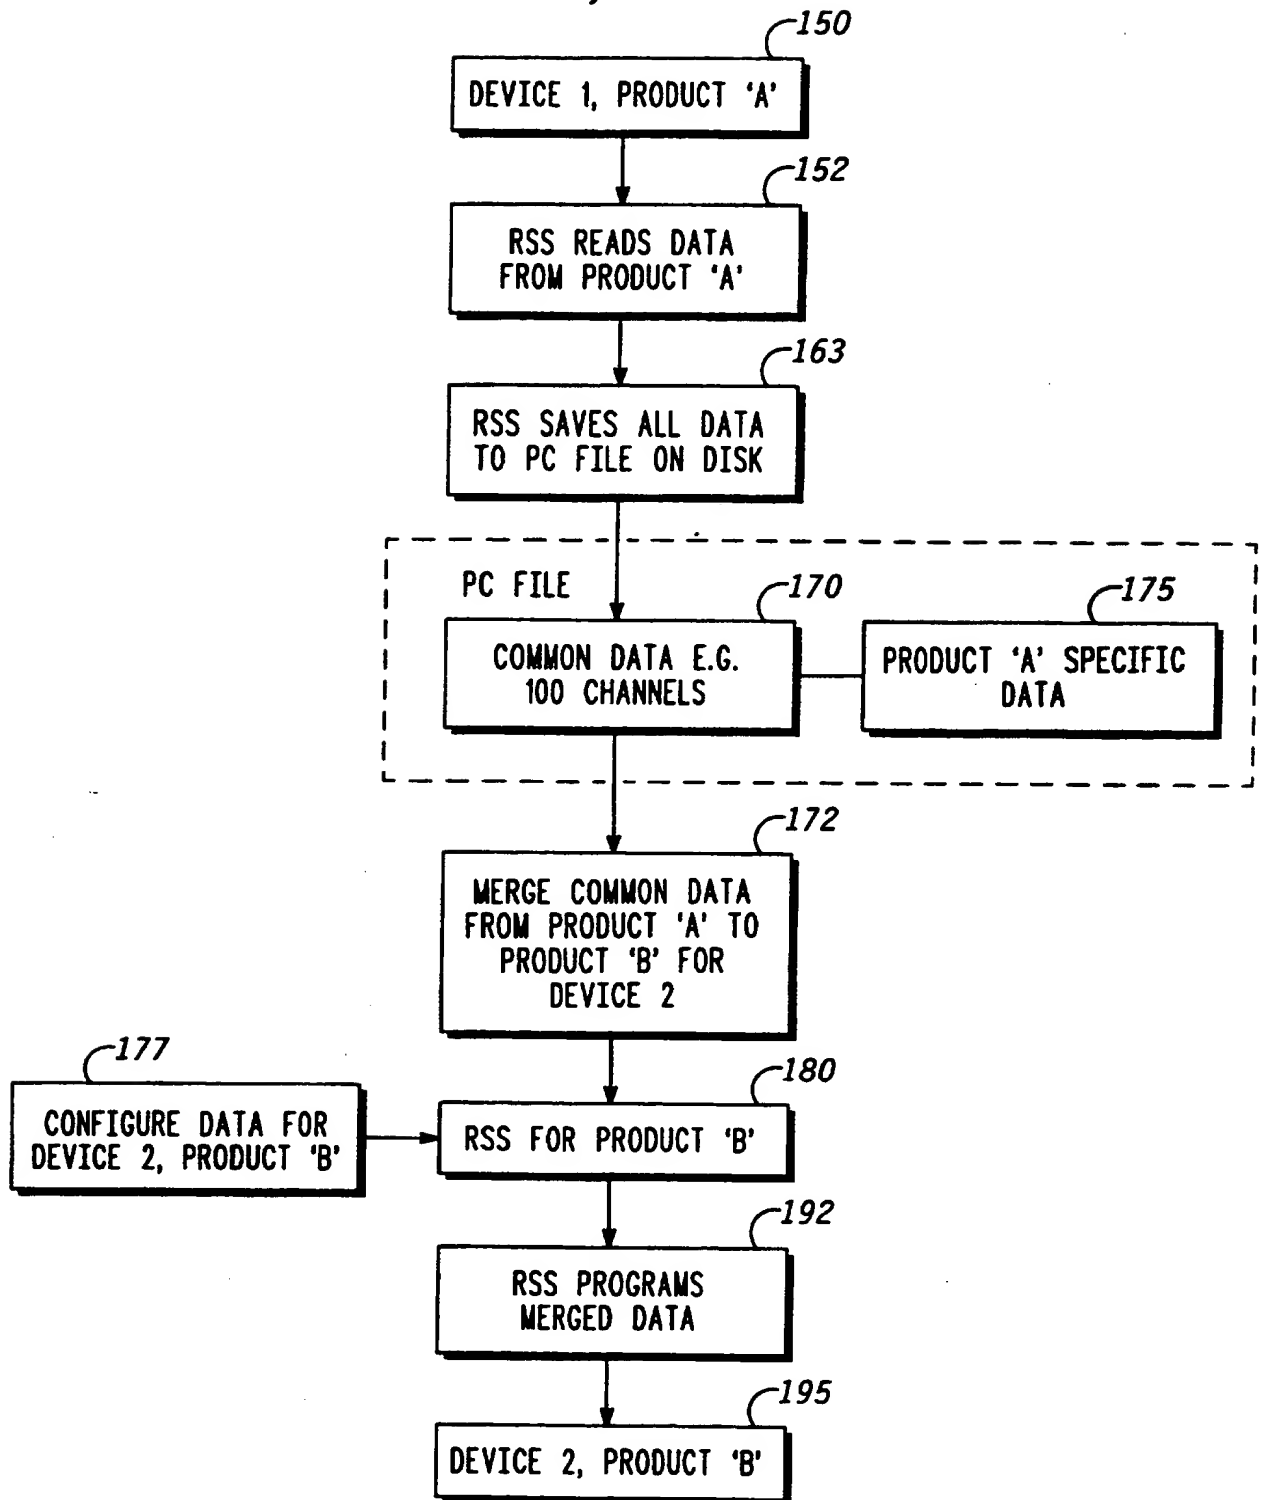 150
DEVICE 1, PRODUCT 'A'
152
RSS READS DATA
FROM PRODUCT 'A'
163
RSS SAVES ALL DATA
TO PC FILE ON DISK
PC FILE
170
175
COMMON DATA E.G.
100 CHANNELS
PRODUCT 'A' SPECIFIC
DATA
172
MERGE COMMON DATA
FROM PRODUCT 'A' TO
PRODUCT 'B' FOR
DEVICE 2
177
CONFIGURE DATA FOR
DEVICE 2, PRODUCT 'B'
180
RSS FOR PRODUCT 'B'
192
RSS PROGRAMS
MERGED DATA
195
DEVICE 2, PRODUCT 'B'